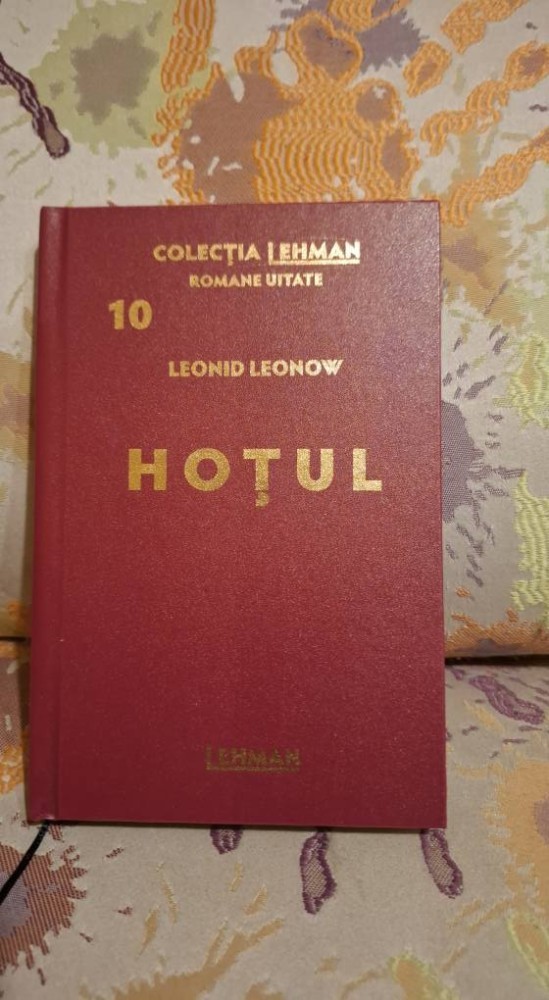 COLECȚIA LEHMAN
ROMANE UITATE
10
LEONID LEONOW
HOȚUL
LEHMAN